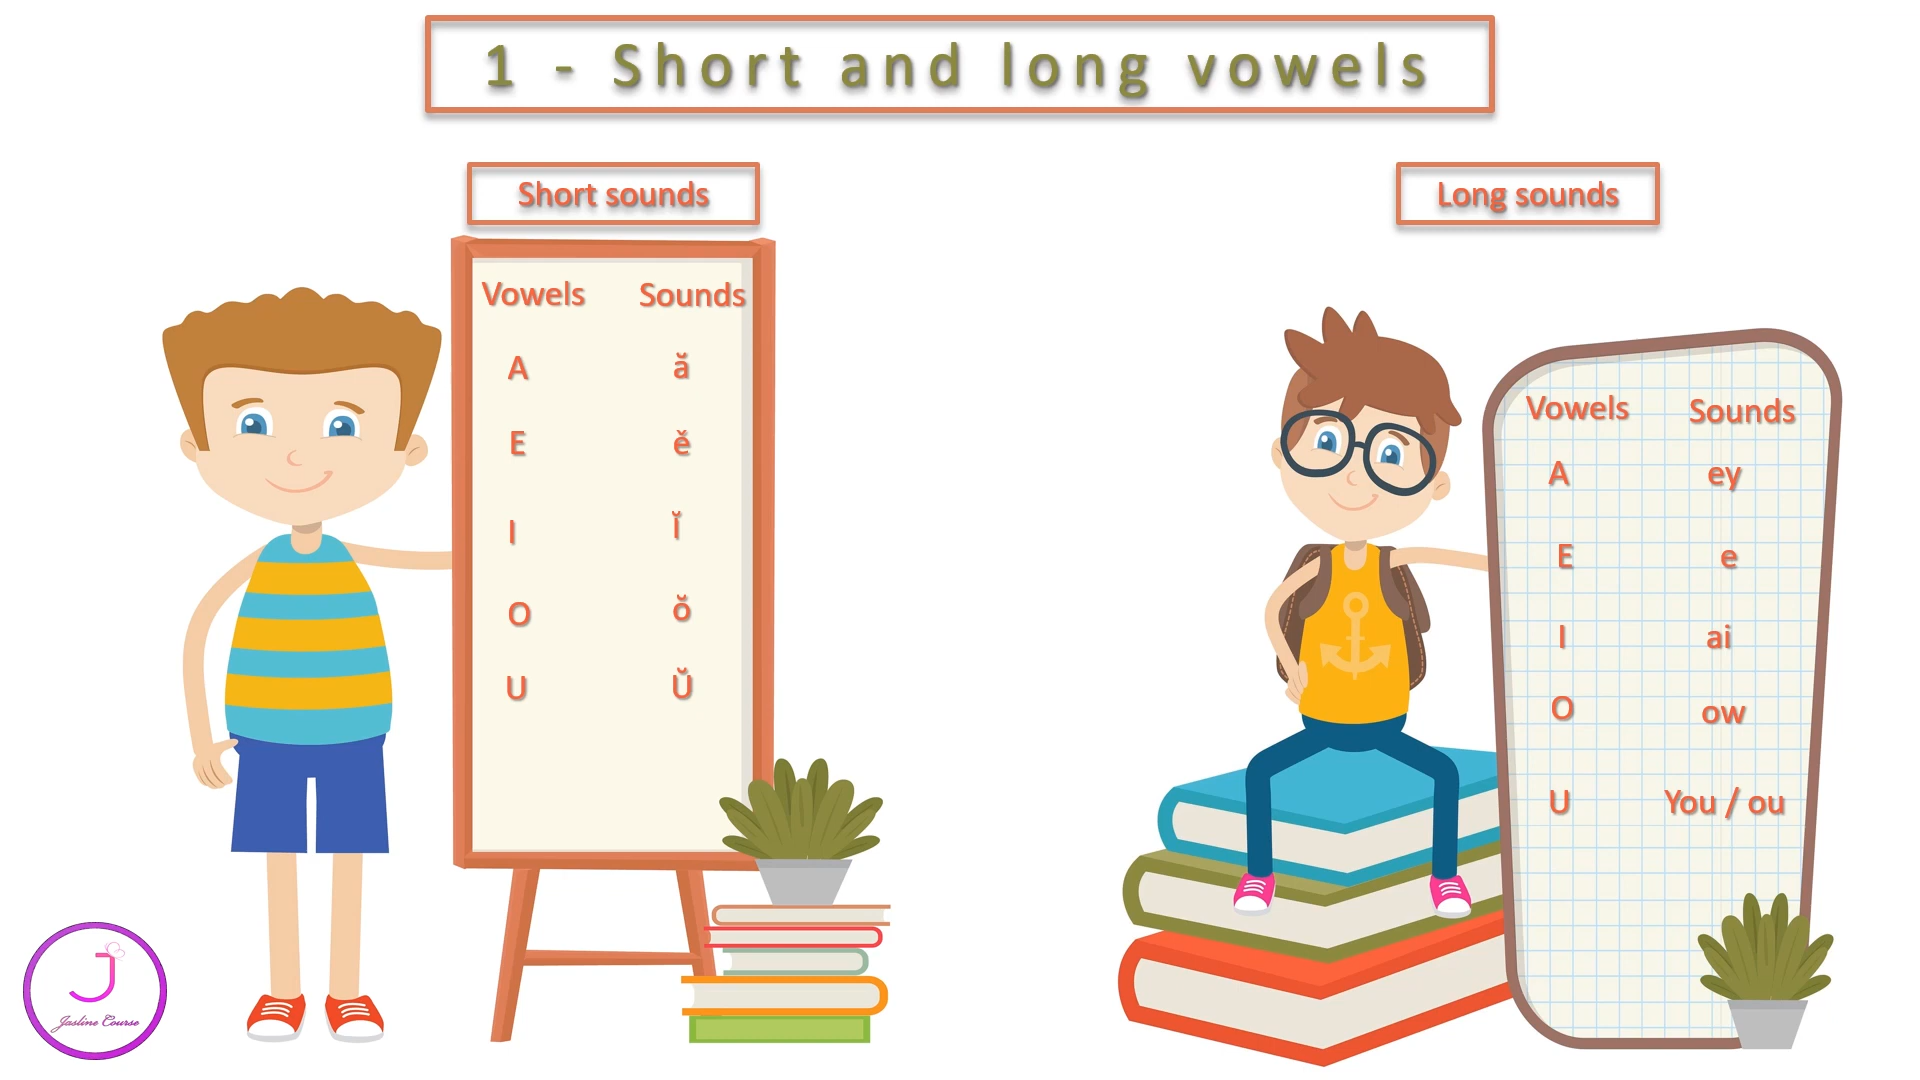 1 - Short and long vowels
Short sounds
Vowels Sounds
A ă
E ĕ
I ĭ
O ŏ
U Ŭ
Long sounds
Vowels Sounds
A ey
E e
I ai
O ow
U You / ou
J
Jasline Course